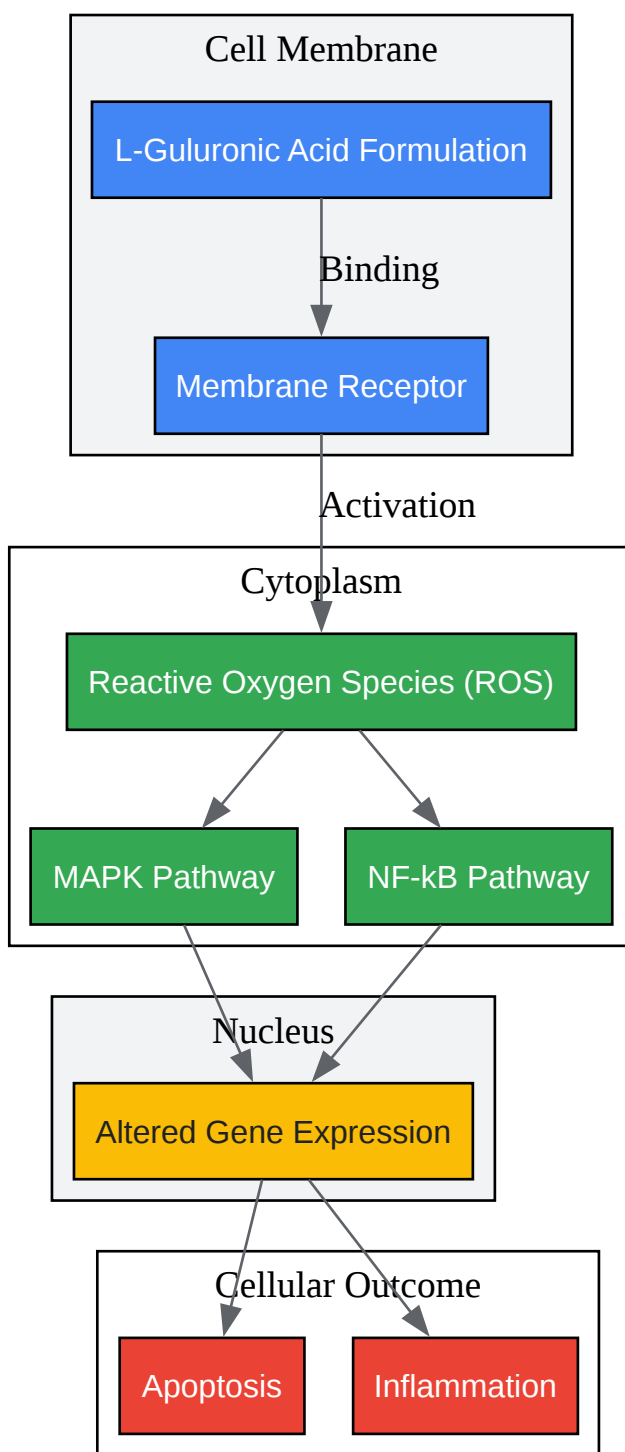 Cell Membrane
L-Guluronic Acid Formulation
Binding
Membrane Receptor
Activation
Cytoplasm
Reactive Oxygen Species (ROS)
MAPK Pathway
NF-kB Pathway
Nucleus
Altered Gene Expression
Cellular Outcome
Apoptosis
Inflammation